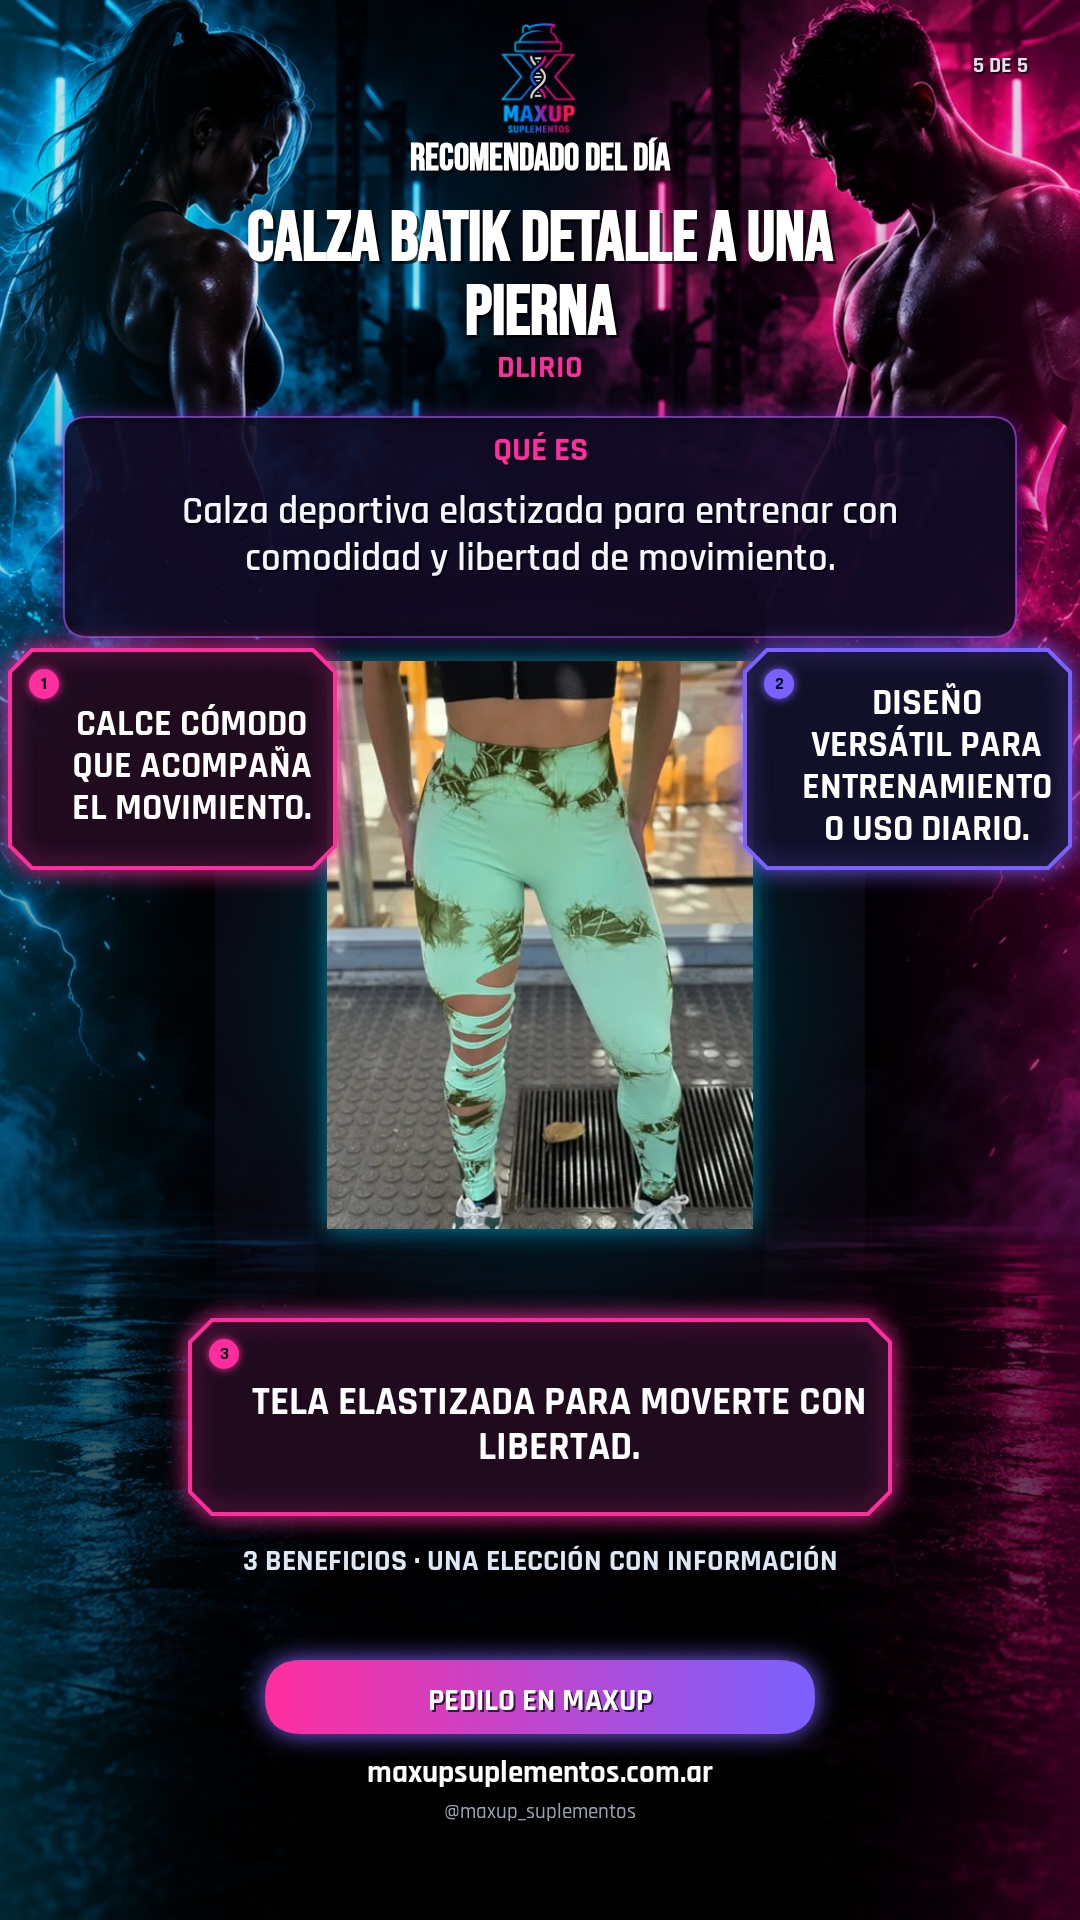 MAXUP
SUPLEMENTOS
5 DE 5
RECOMENDADO DEL DÍA
CALZA BATIK DETALLE A UNA
PIERNA
DLIRIO
QUÉ ES
Calza deportiva elastizada para entrenar con
comodidad y libertad de movimiento.
1
CALCE CÓMODO
QUE ACOMPAÑA
EL MOVIMIENTO.
2
DISEÑO
VERSÁTIL PARA
ENTRENAMIENTO
O USO DIARIO.
3
TELA ELASTIZADA PARA MOVERTE CON
LIBERTAD.
3 BENEFICIOS · UNA ELECCIÓN CON INFORMACIÓN
PEDILO EN MAXUP
maxupsuplementos.com.ar
@maxup_suplementos